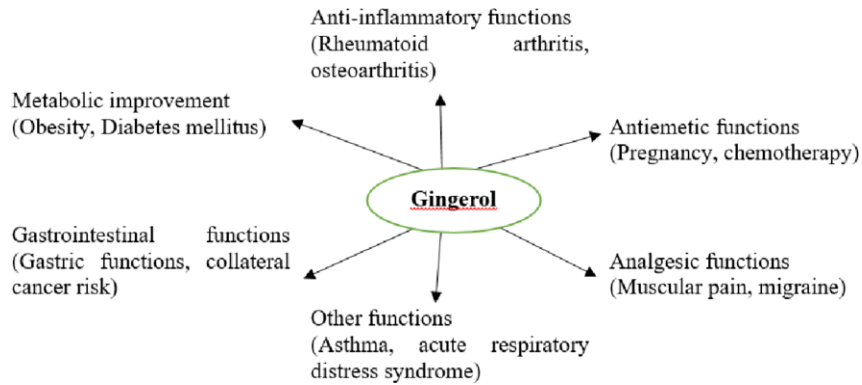 Anti-inflammatory functions
(Rheumatoid arthritis,
osteoarthritis)
Metabolic improvement
(Obesity, Diabetes mellitus)
Antiemetic functions
(Pregnancy, chemotherapy)
Gingerol
Gastrointestinal functions
(Gastric functions, collateral
cancer risk)
Analgesic functions
(Muscular pain, migraine)
Other functions
(Asthma, acute respiratory
distress syndrome)